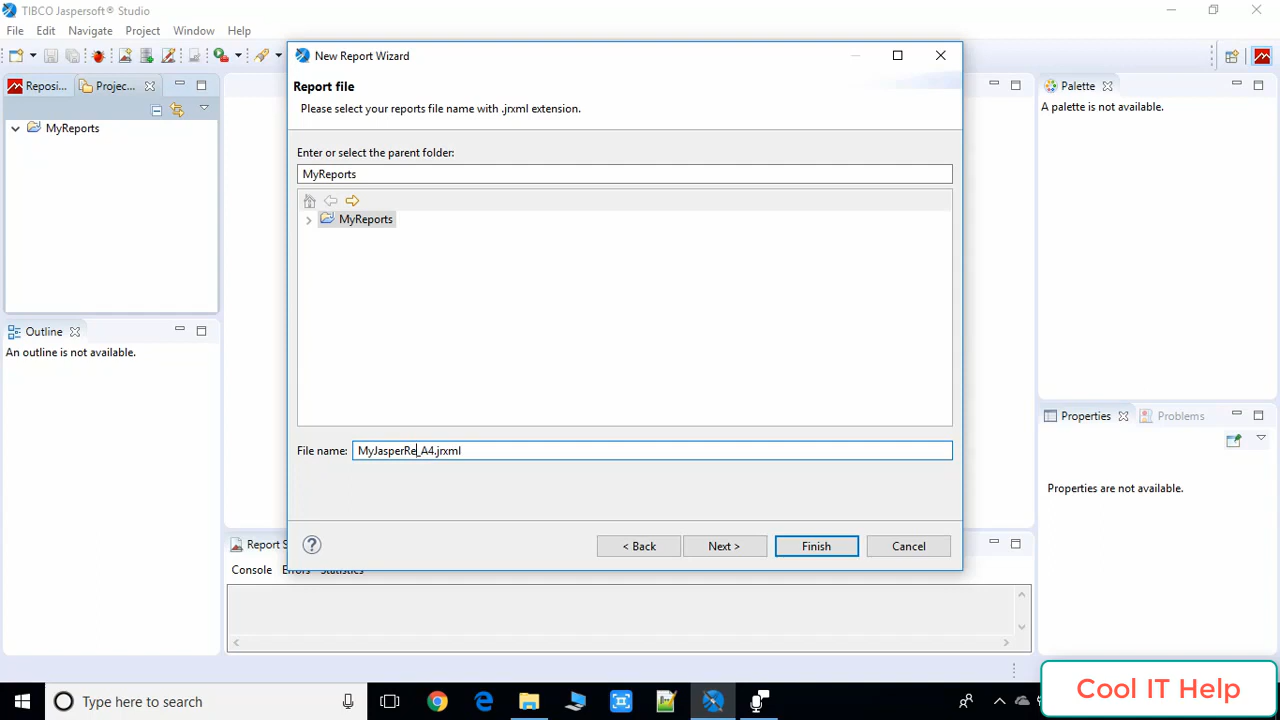 TIBCO Jaspersoft® Studio
File Edit Navigate Project Window Help
Reposi... Projec...
MyReports
Outline
An outline is not available.
New Report Wizard
Report file
Please select your reports file name with .jrxml extension.
Enter or select the parent folder:
MyReports
MyReports
File name: MyJasperRe_A4.jrxml
< Back Next > Finish Cancel
Palette
A palette is not available.
Properties Problems
Properties are not available.
Report S
Console Errors Statistics
Type here to search
Cool IT Help